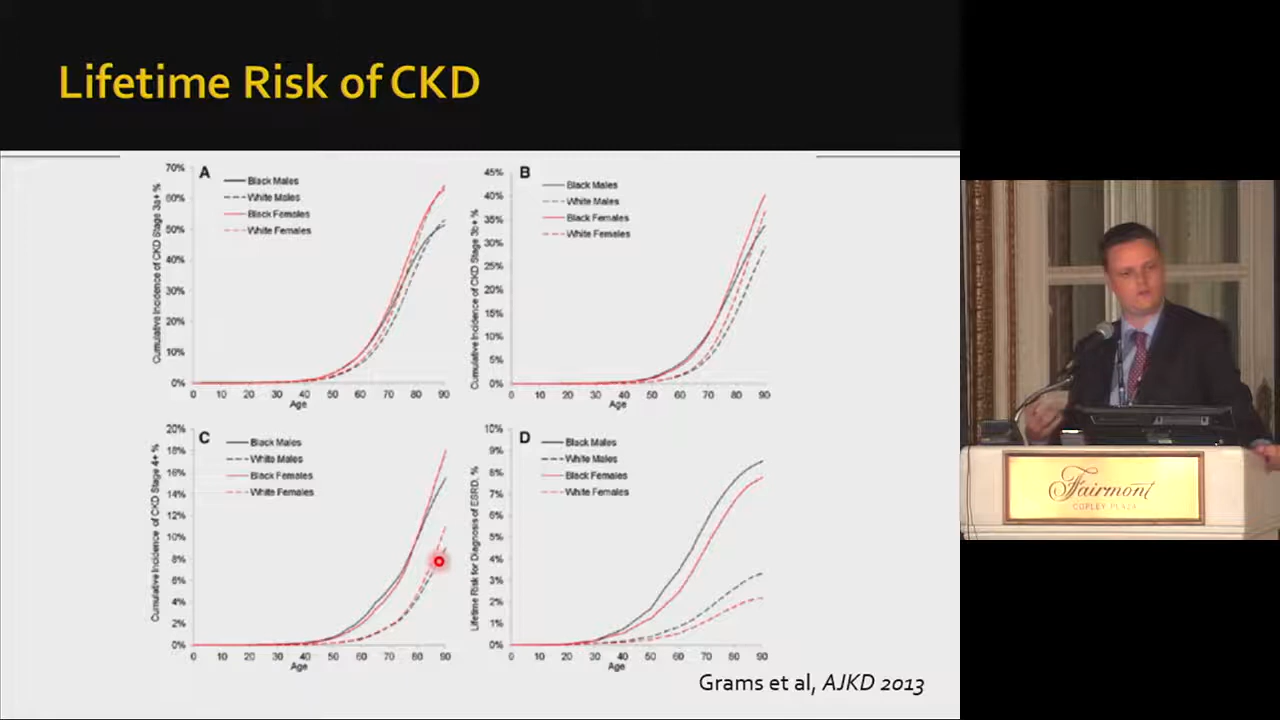 Lifetime Risk of CKD
A
Cumulative Incidence of CKD Stage 3a+ %
70%
60%
50%
40%
30%
20%
10%
0%
Black Males
White Males
Black Females
White Females
0 10 20 30 40 50 60 70 80 90
Age
B
Cumulative Incidence of CKD Stage 3b+ %
45%
40%
35%
30%
25%
20%
15%
10%
5%
0%
Black Males
White Males
Black Females
White Females
0 10 20 30 40 50 60 70 80 90
Age
C
Cumulative Incidence of CKD Stage 4+ %
20%
18%
16%
14%
12%
10%
8%
6%
4%
2%
0%
Black Males
White Males
Black Females
White Females
0 10 20 30 40 50 60 70 80 90
Age
D
Lifetime Risk for Diagnosis of ESRD, %
10%
9%
8%
7%
6%
5%
4%
3%
2%
1%
0%
Black Males
White Males
Black Females
White Females
0 10 20 30 40 50 60 70 80 90
Age
Grams et al, AJKD 2013
Fairmont
COPLEY PLAZA